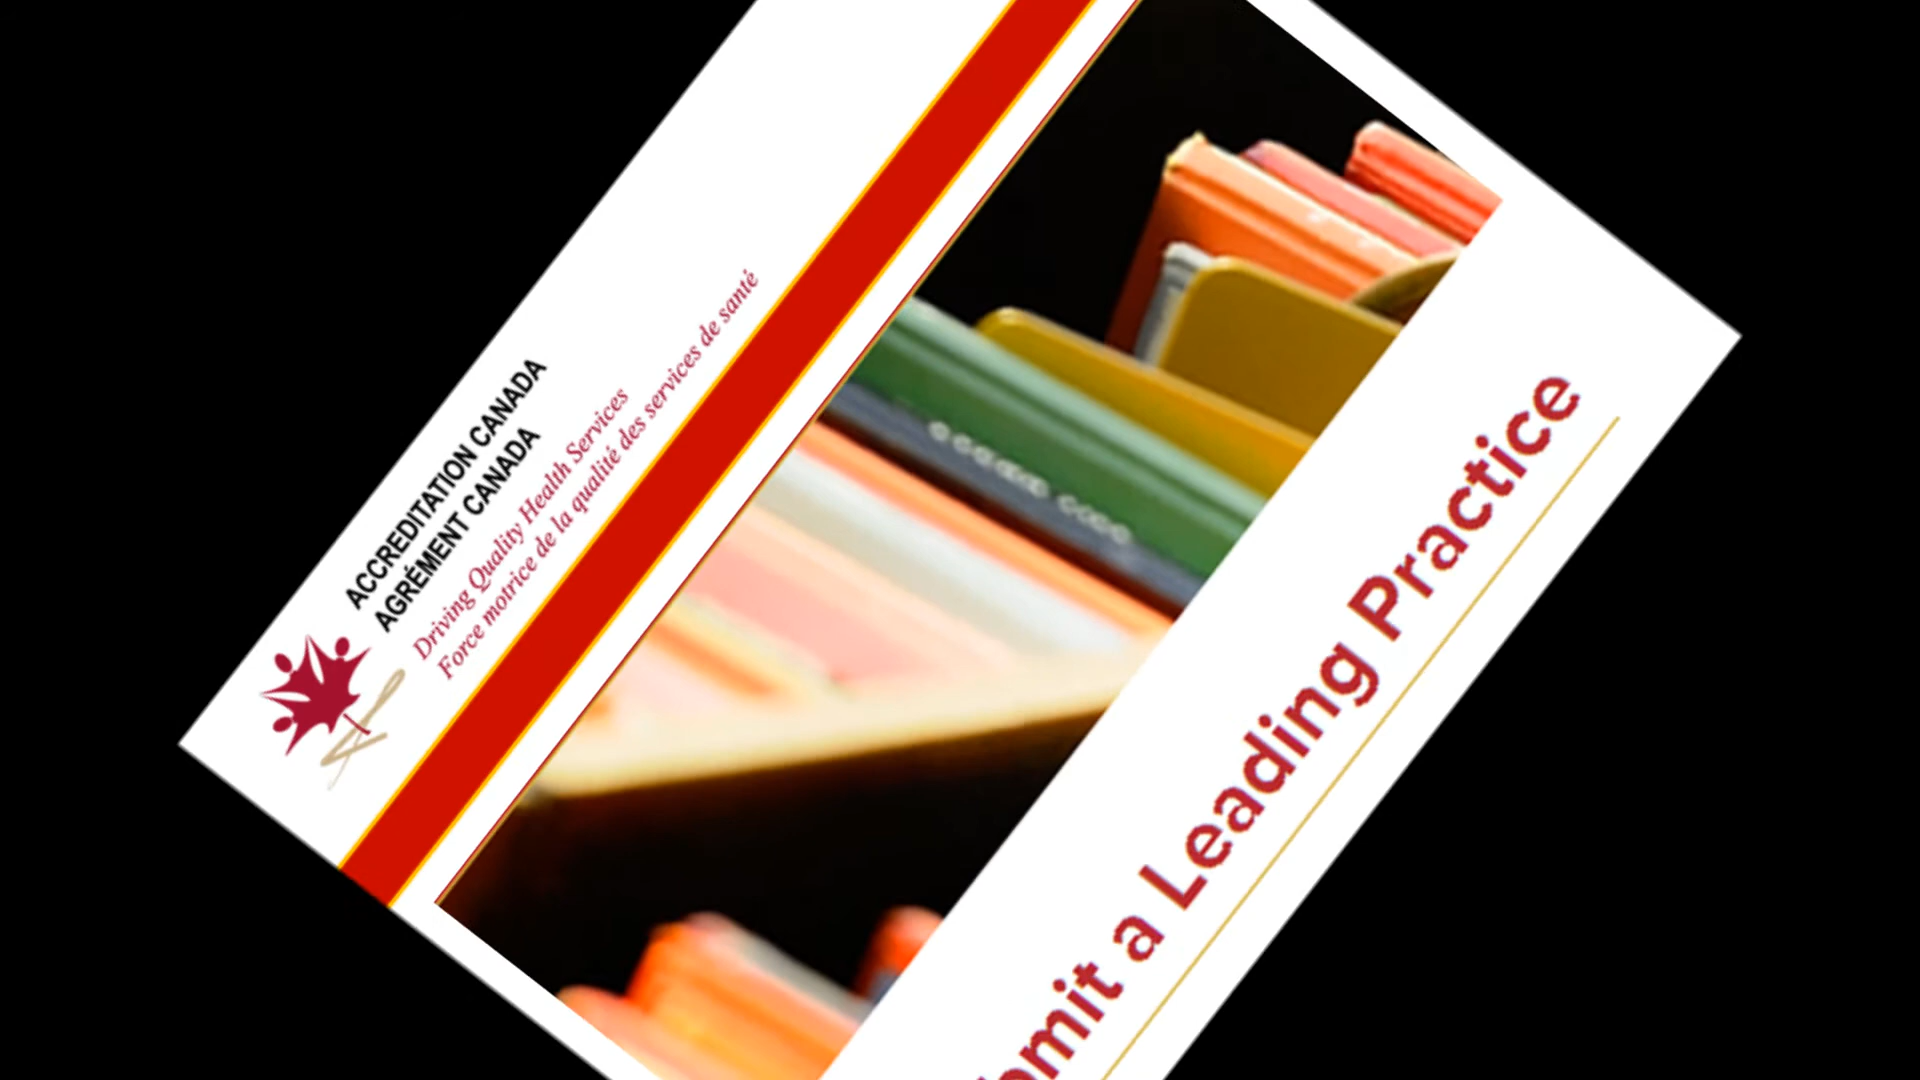 ACCREDITATION CANADA
AGRÉMENT CANADA
Driving Quality Health Services
Force motrice de la qualité des services de santé
omit a Leading Practice